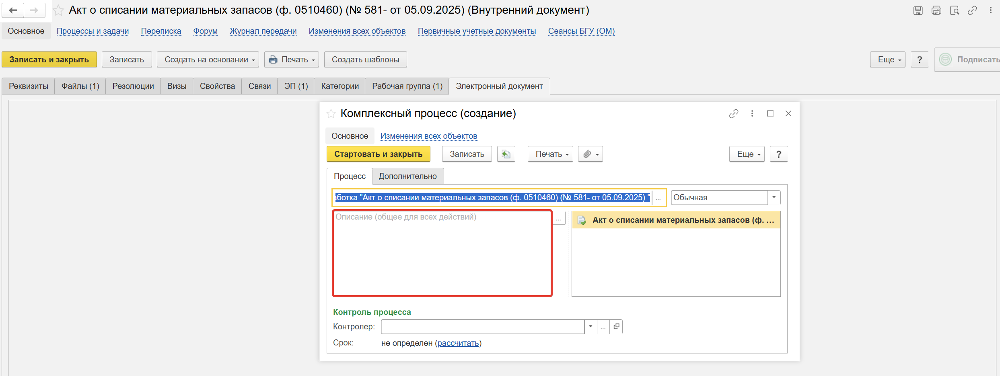 Акт о списании материальных запасов (ф. 0510460) (№ 581- от 05.09.2025) (Внутренний документ)
Основное Процессы и задачи Переписка Форум Журнал передачи Изменения всех объектов Первичные учетные документы Сеансы БГУ (ОМ)
Записать и закрыть Записать Создать на основании Печать Создать шаблоны Еще ? Подписать
Реквизиты Файлы (1) Резолюции Визы Свойства Связи ЭП (1) Категории Рабочая группа (1) Электронный документ
Комплексный процесс (создание)
Основное Изменения всех объектов
Стартовать и закрыть Записать Печать Еще ?
Процесс Дополнительно
аботка "Акт о списании материальных запасов (ф. 0510460) (№ 581- от 05.09.2025) " ... Обычная
Описание (общее для всех действий) ... Акт о списании материальных запасов (ф. ...
Контроль процесса
Контролер: ...
Срок: не определен (рассчитать)